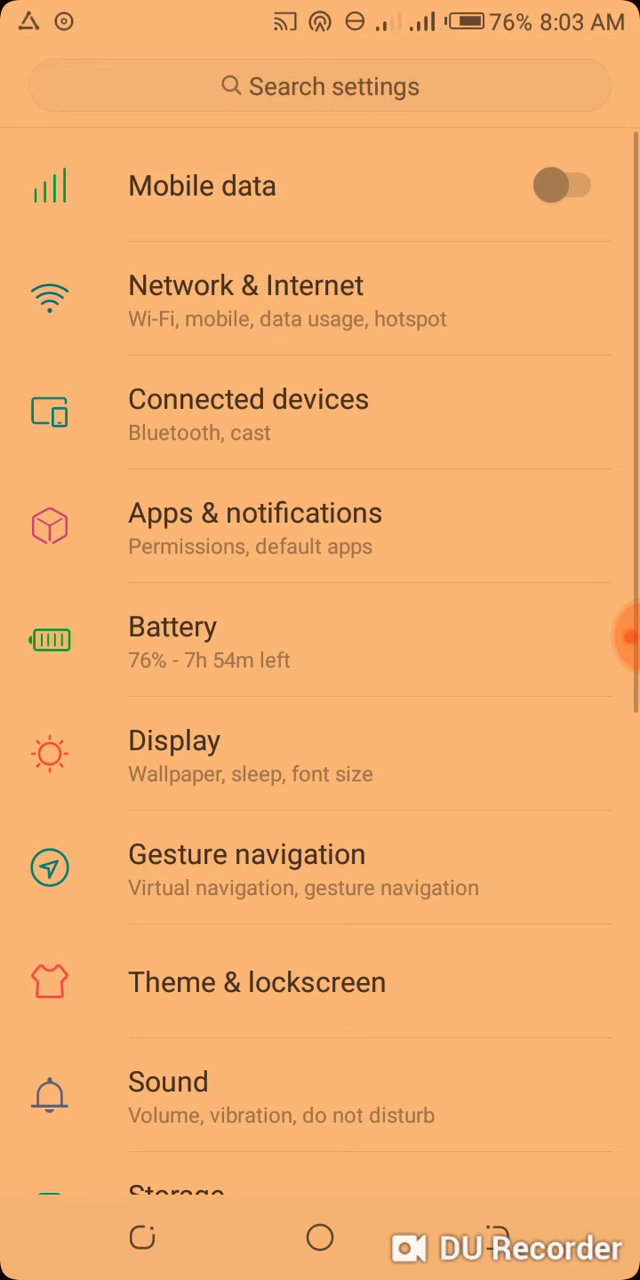 76% 8:03 AM
Search settings
Mobile data
Network & Internet
Wi-Fi, mobile, data usage, hotspot
Connected devices
Bluetooth, cast
Apps & notifications
Permissions, default apps
Battery
76% - 7h 54m left
Display
Wallpaper, sleep, font size
Gesture navigation
Virtual navigation, gesture navigation
Theme & lockscreen
Sound
Volume, vibration, do not disturb
Storage
DU Recorder